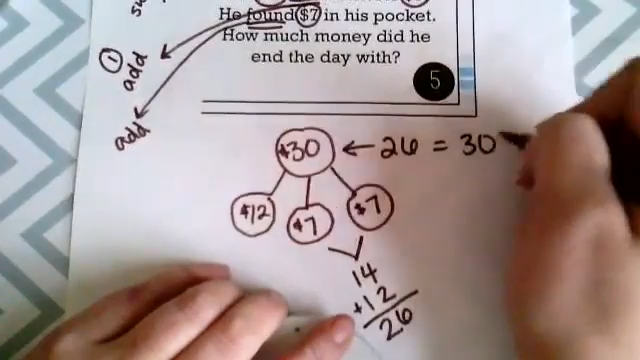 He found $7 in his pocket.
How much money did he
end the day with?
5
1
add
add
$30 ← 26 = 30
$12 $7 $7
14
+12
26